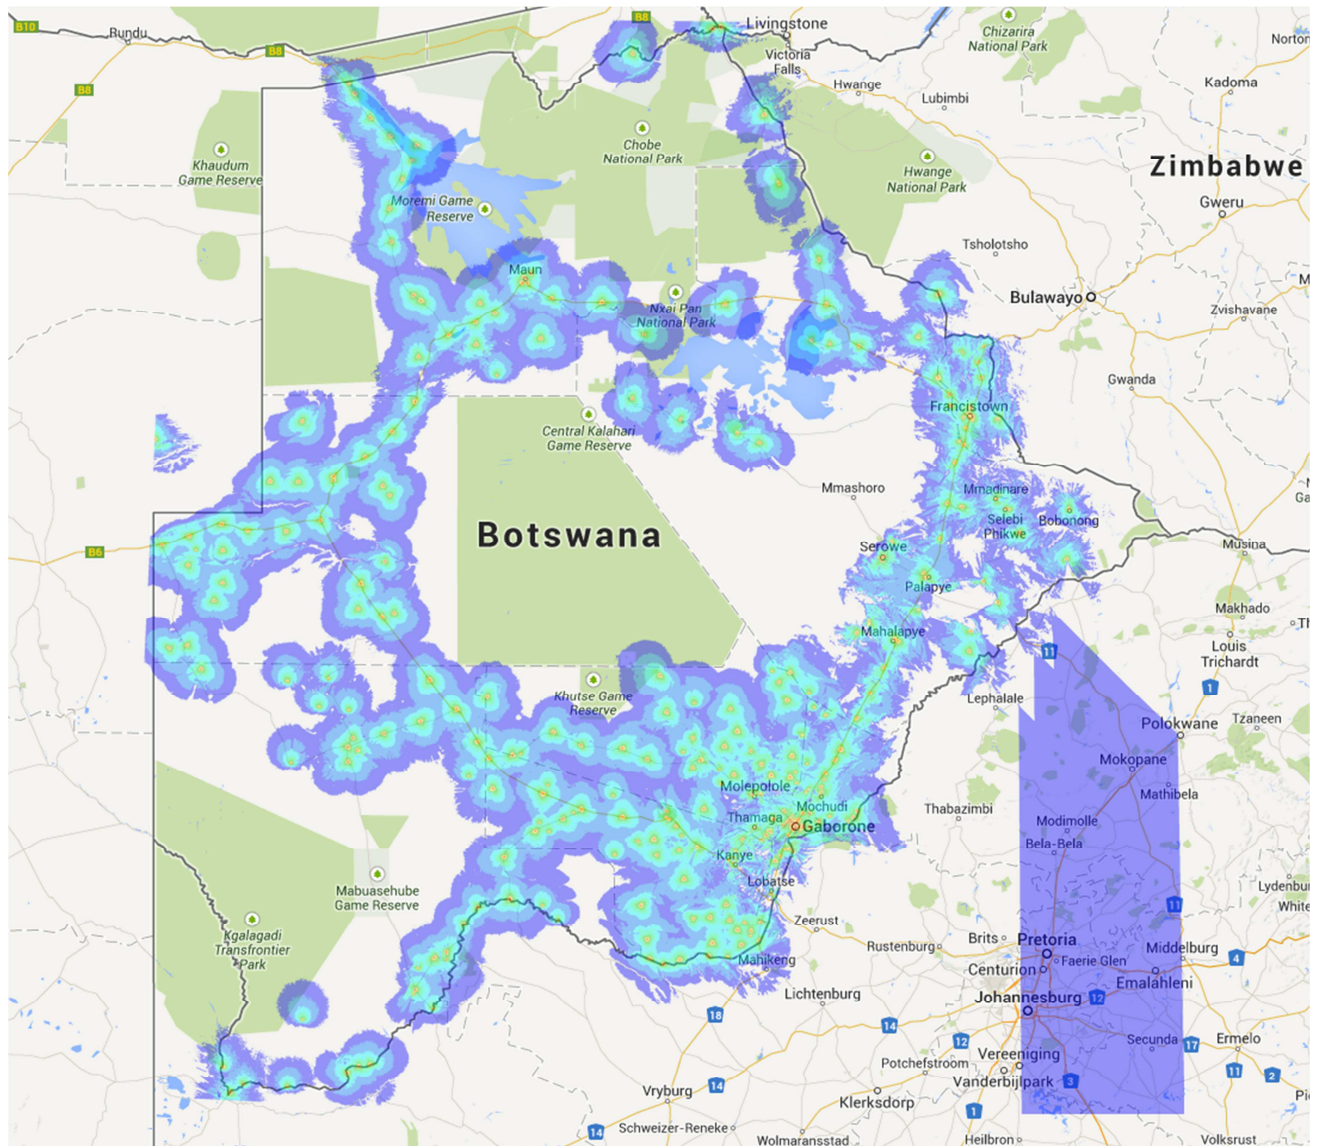 B10
Rundu
B8
B8
B8
Livingstone
Victoria
Falls
Chizarira
National Park
Norton
Kadoma
Hwange
Lubimbi
Khaudum
Game Reserve
Chobe
National Park
Hwange
National Park
Zimbabwe
Gweru
Moremi Game
Reserve
Tsholotsho
Maun
Bulawayo
Zvishavane
Nxai Pan
National Park
Gwanda
Francistown
Central Kalahari
Game Reserve
Mmashoro
Mmadinare
Selebi
Phikwe
Bobonong
Botswana
B6
Serowe
Musina
Palapye
Makhado
Mahalapye
Louis
Trichardt
11
1
Khutse Game
Reserve
Lephalale
Polokwane
Tzaneen
Mokopane
Mathibela
Molepolole
Mochudi
Thabazimbi
Thamaga
Gaborone
Modimolle
Bela-Bela
Kanye
Lobatse
Mabuasehube
Game Reserve
Lydenbu
White
11
Zeerust
Kgalagadi
Transfrontier
Park
Rustenburg
Brits
Pretoria
Faerie Glen
Middelburg
4
Mahikeng
Centurion
Emalahleni
Lichtenburg
Johannesburg
12
18
14
12
Secunda
17
Ermelo
Vereeniging
Potchefstroom
Vanderbijlpark
3
11
2
Vryburg
14
Klerksdorp
1
14
Schweizer-Reneke
Wolmaransstad
Heilbron
Volksrust